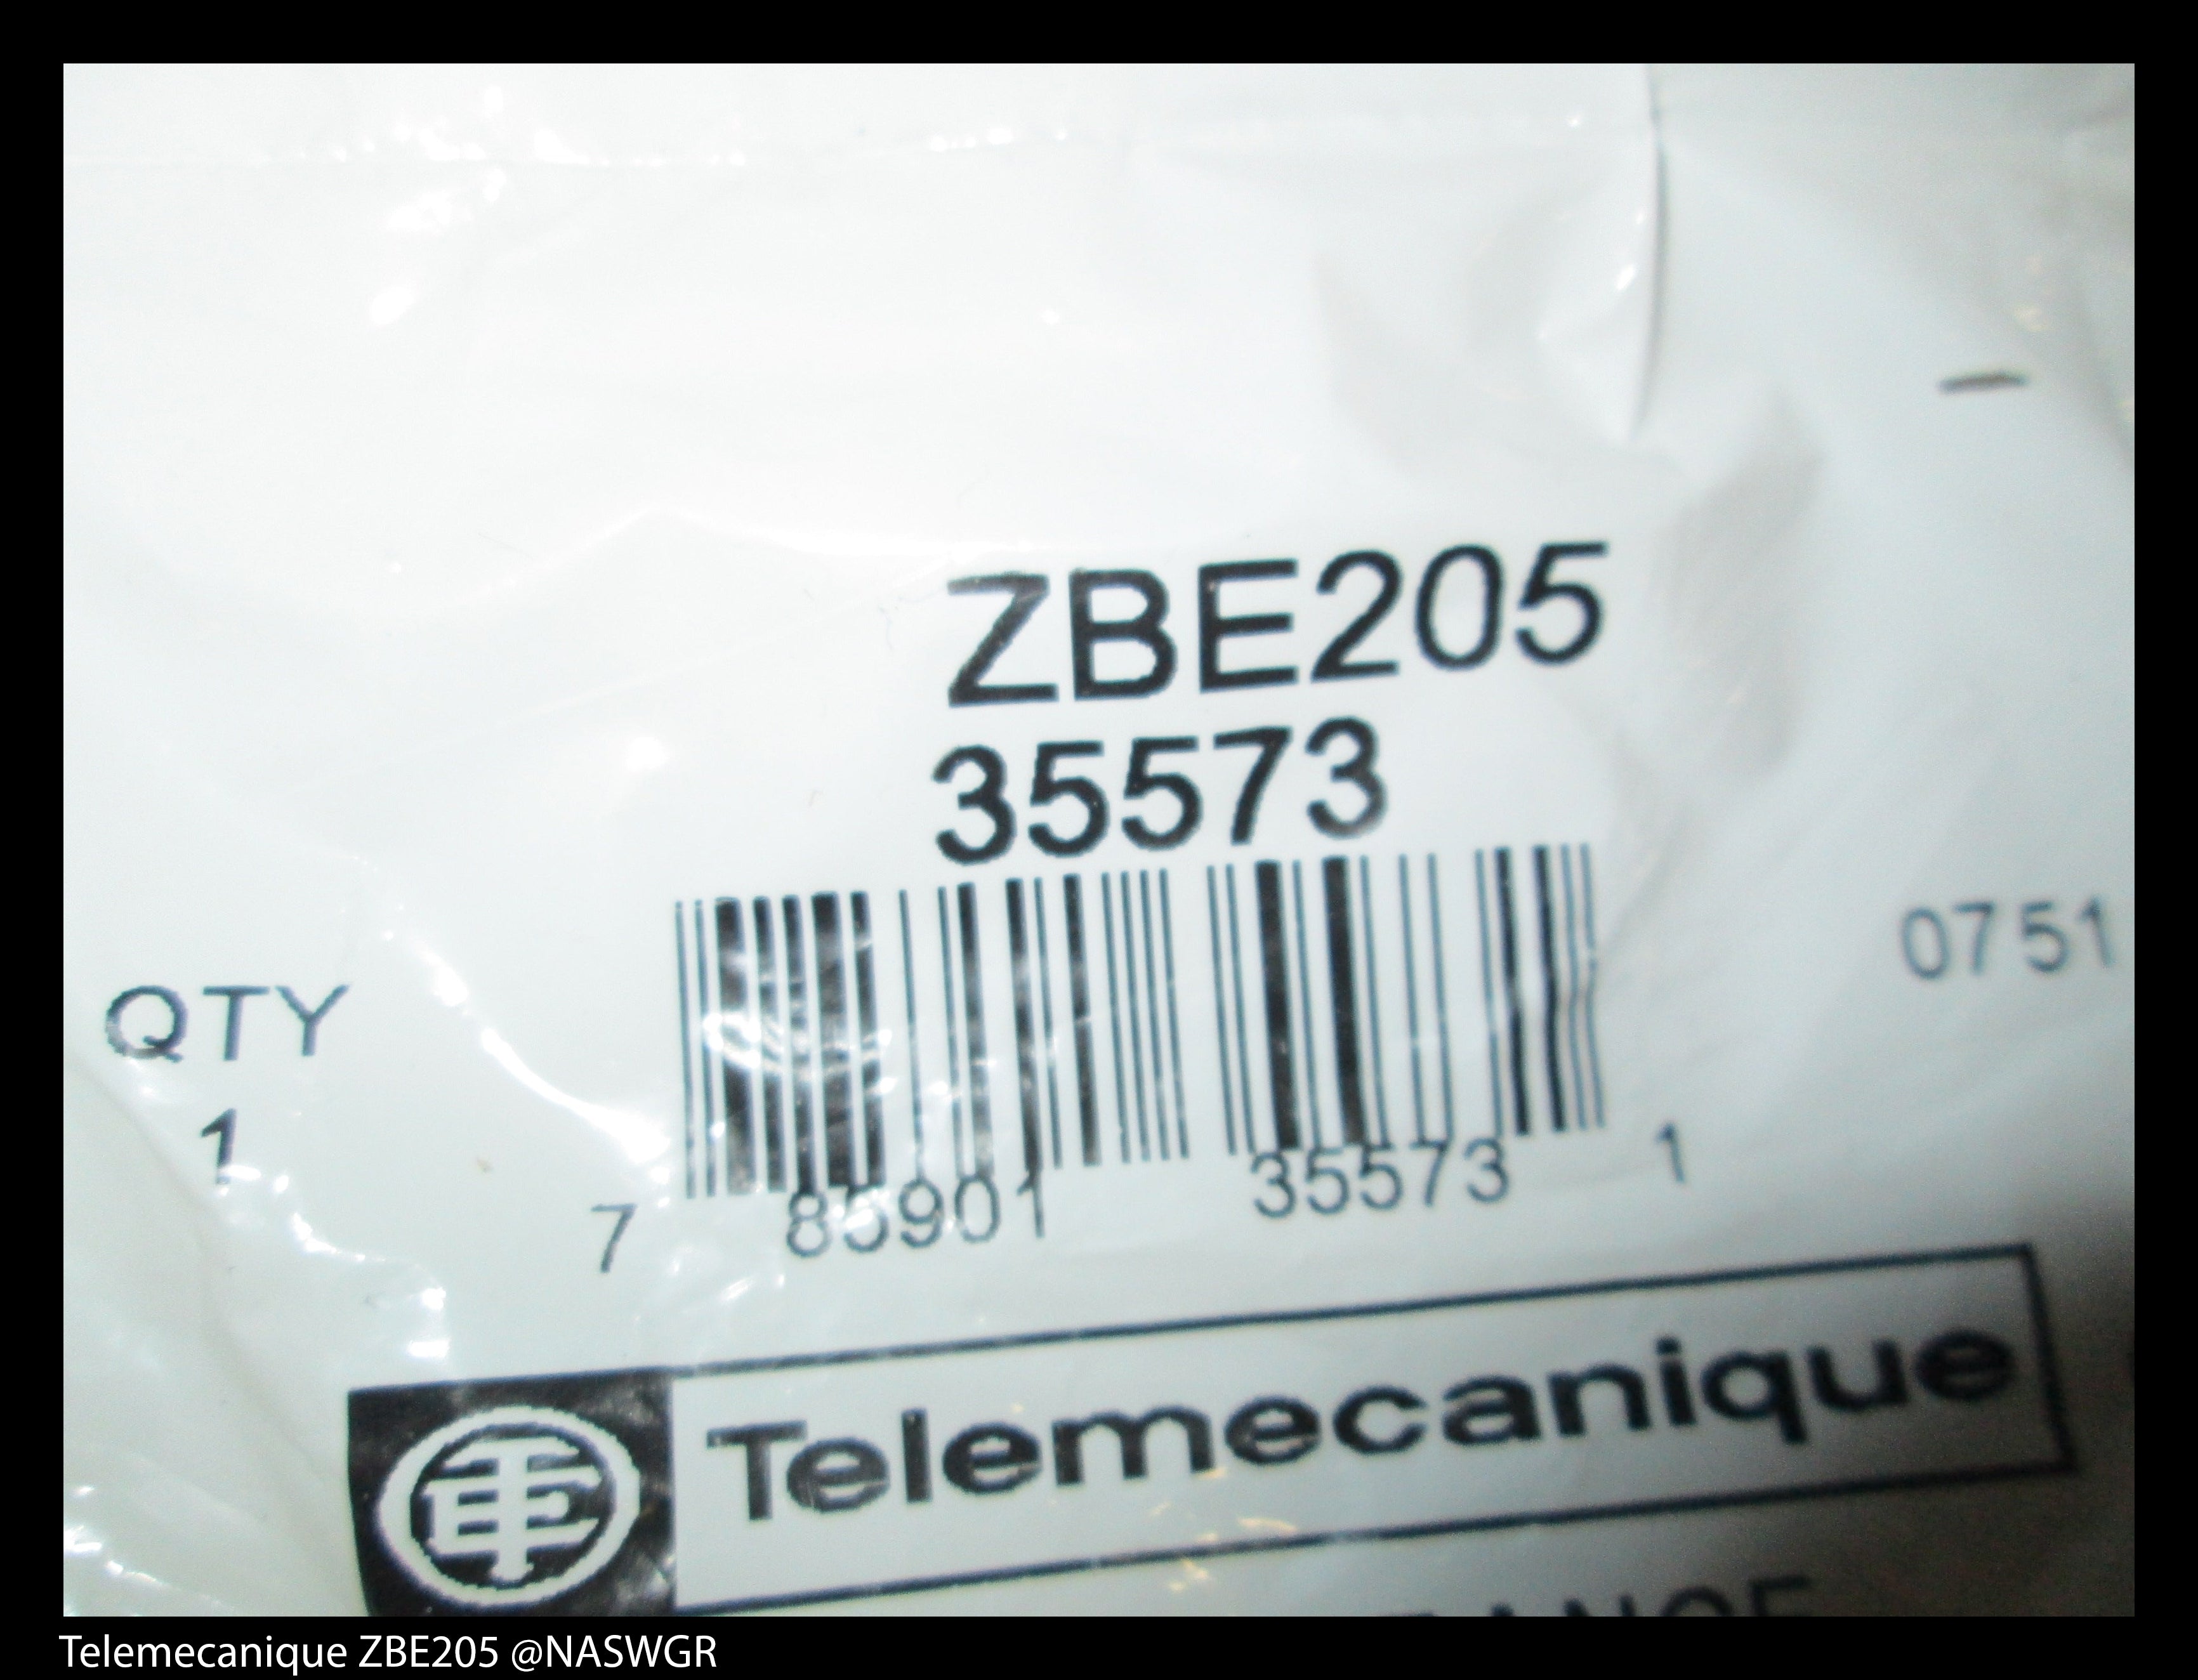 ZBE205
35573
0751
QTY
1
7 85901 35573 1
Telemecanique
Telemecanique ZBE205 @NASWGR